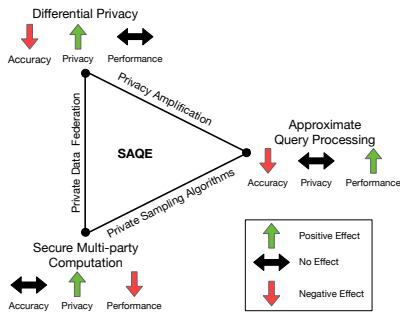 Differential Privacy
Accuracy Privacy Performance
Privacy Amplification
Private Data Federation
SAQE
Private Sampling Algorithms
Approximate
Query Processing
Accuracy Privacy Performance
Secure Multi-party
Computation
Accuracy Privacy Performance
Positive Effect
No Effect
Negative Effect